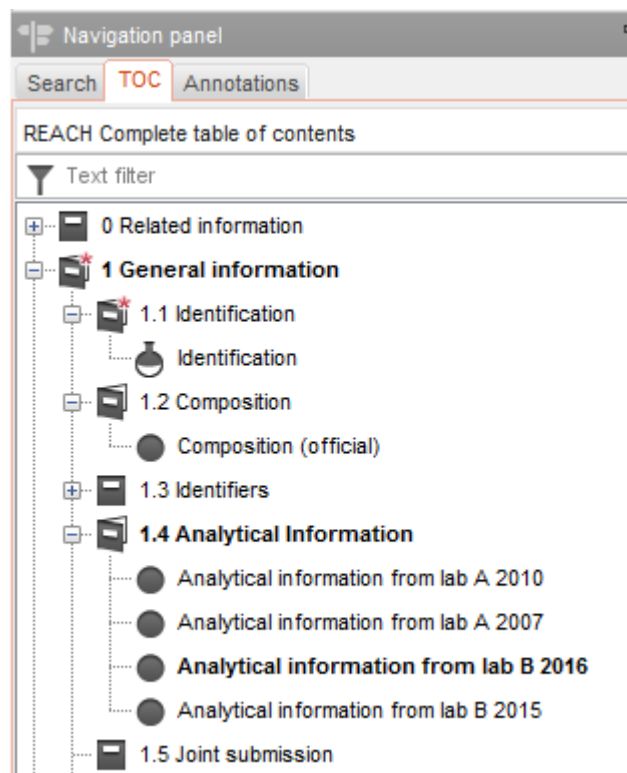 Navigation panel
Search TOC Annotations
REACH Complete table of contents
Text filter
0 Related information
1 General information
1.1 Identification
Identification
1.2 Composition
Composition (official)
1.3 Identifiers
1.4 Analytical Information
Analytical information from lab A 2010
Analytical information from lab A 2007
Analytical information from lab B 2016
Analytical information from lab B 2015
1.5 Joint submission